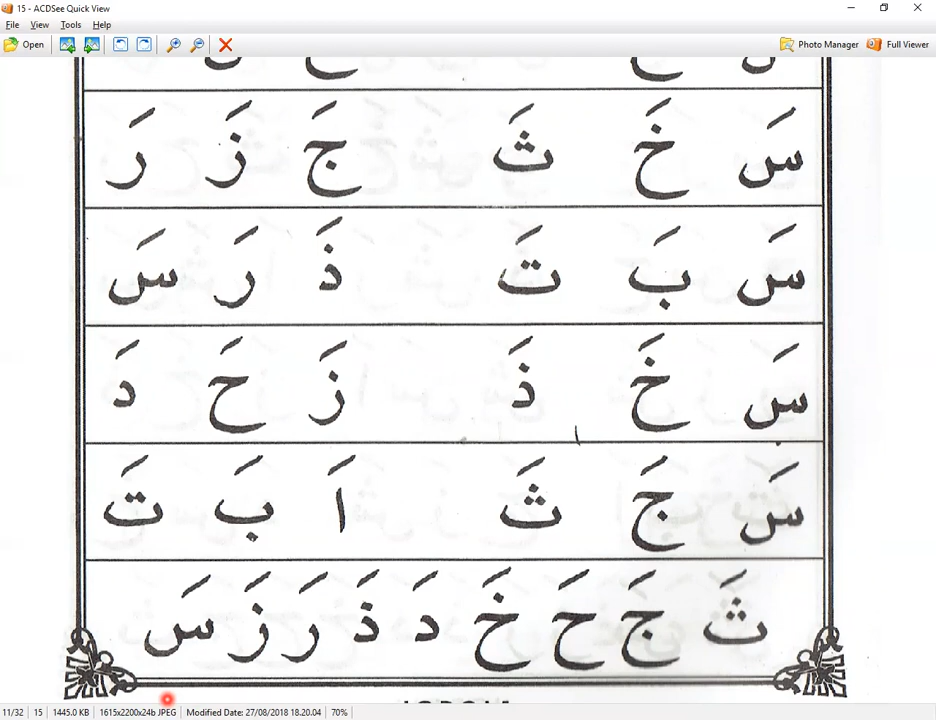 15 - ACDSee Quick View
File View Tools Help
Open Photo Manager Full Viewer
سَ خَ ثَ جَ زَ رَ
سَ بَ تَ ذَ رَ سَ
سَ خَ ذَ زَ حَ دَ
سَ جَ ثَ اَ بَ تَ
ثَ جَ حَ خَ دَ ذَ رَ زَ سَ
11/32 15 1445.0 KB 1615x2200x24b JPEG Modified Date: 27/08/2018 18.20.04 70%